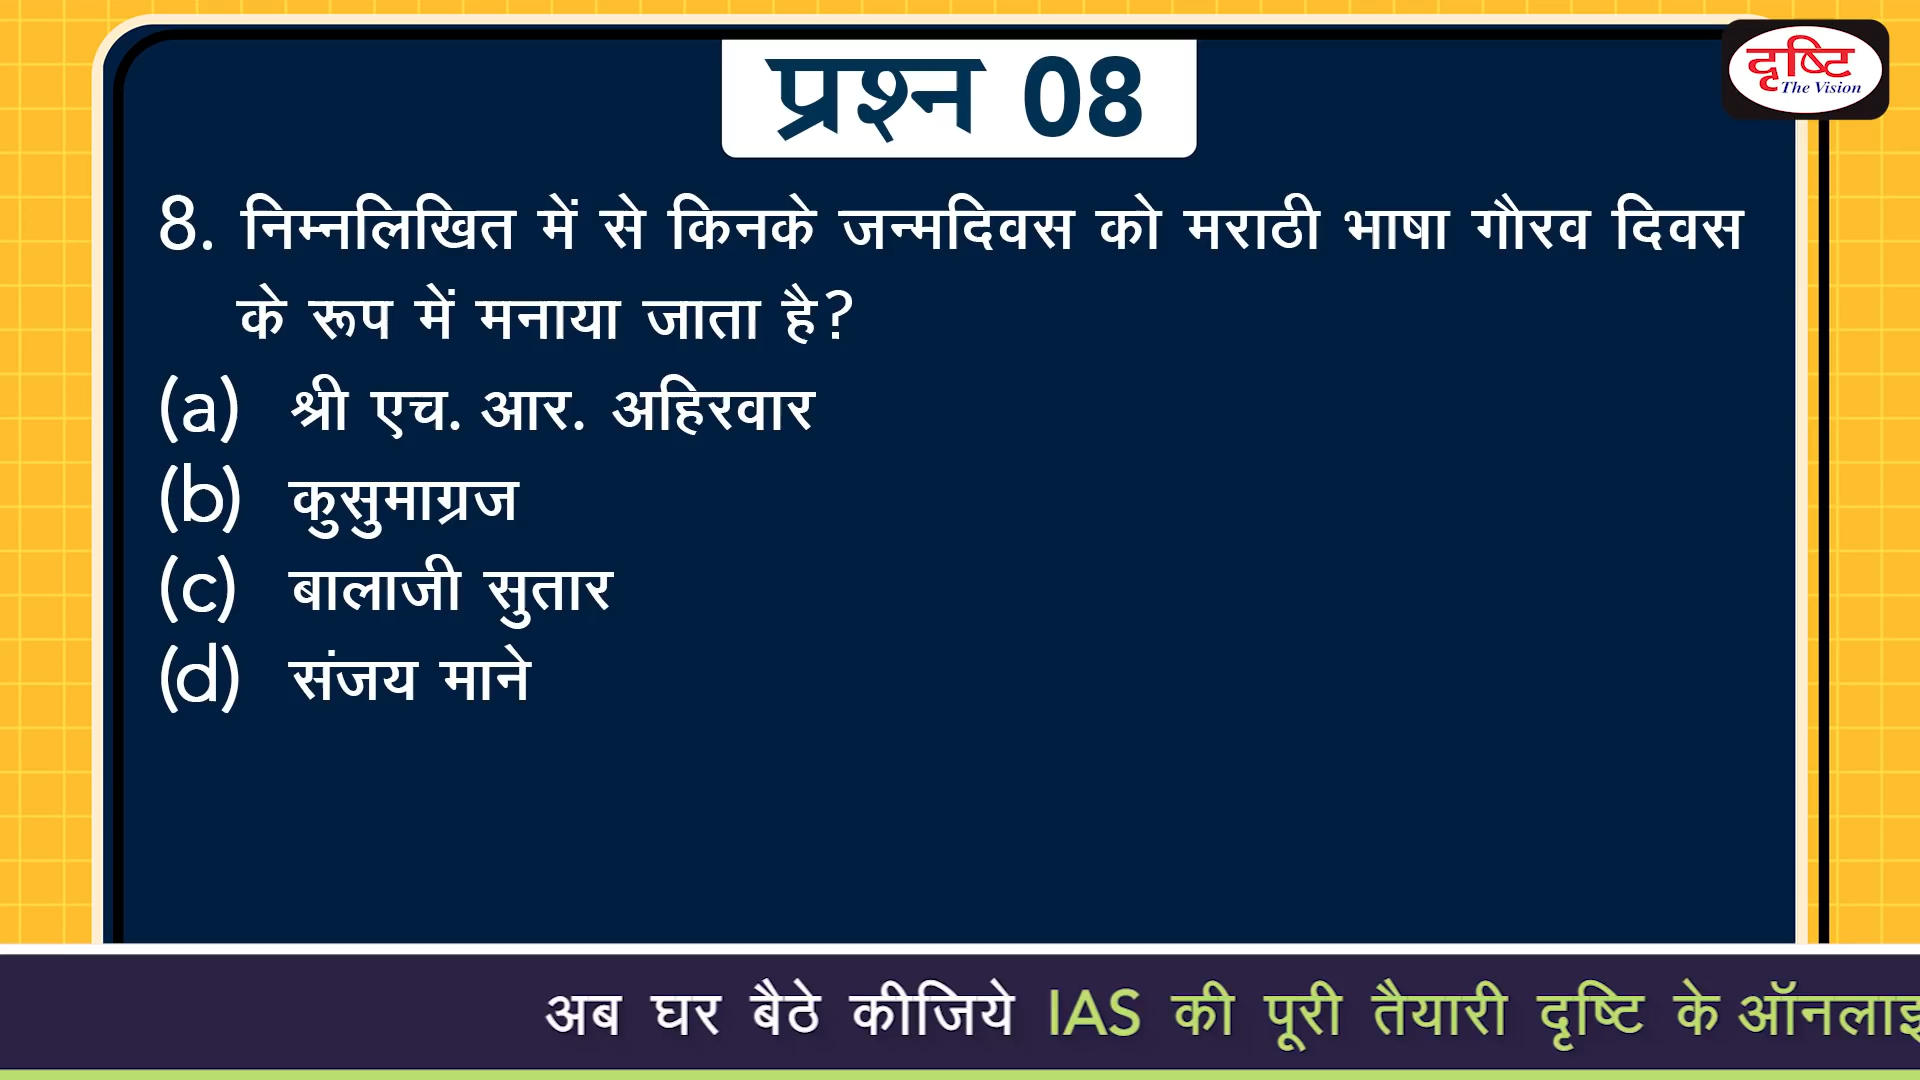 प्रश्न 08
दृष्टि
The Vision
8. निम्नलिखित में से किनके जन्मदिवस को मराठी भाषा गौरव दिवस
के रूप में मनाया जाता है?
(a) श्री एच. आर. अहिरवार
(b) कुसुमाग्रज
(c) बालाजी सुतार
(d) संजय माने
अब घर बैठे कीजिये IAS की पूरी तैयारी दृष्टि के